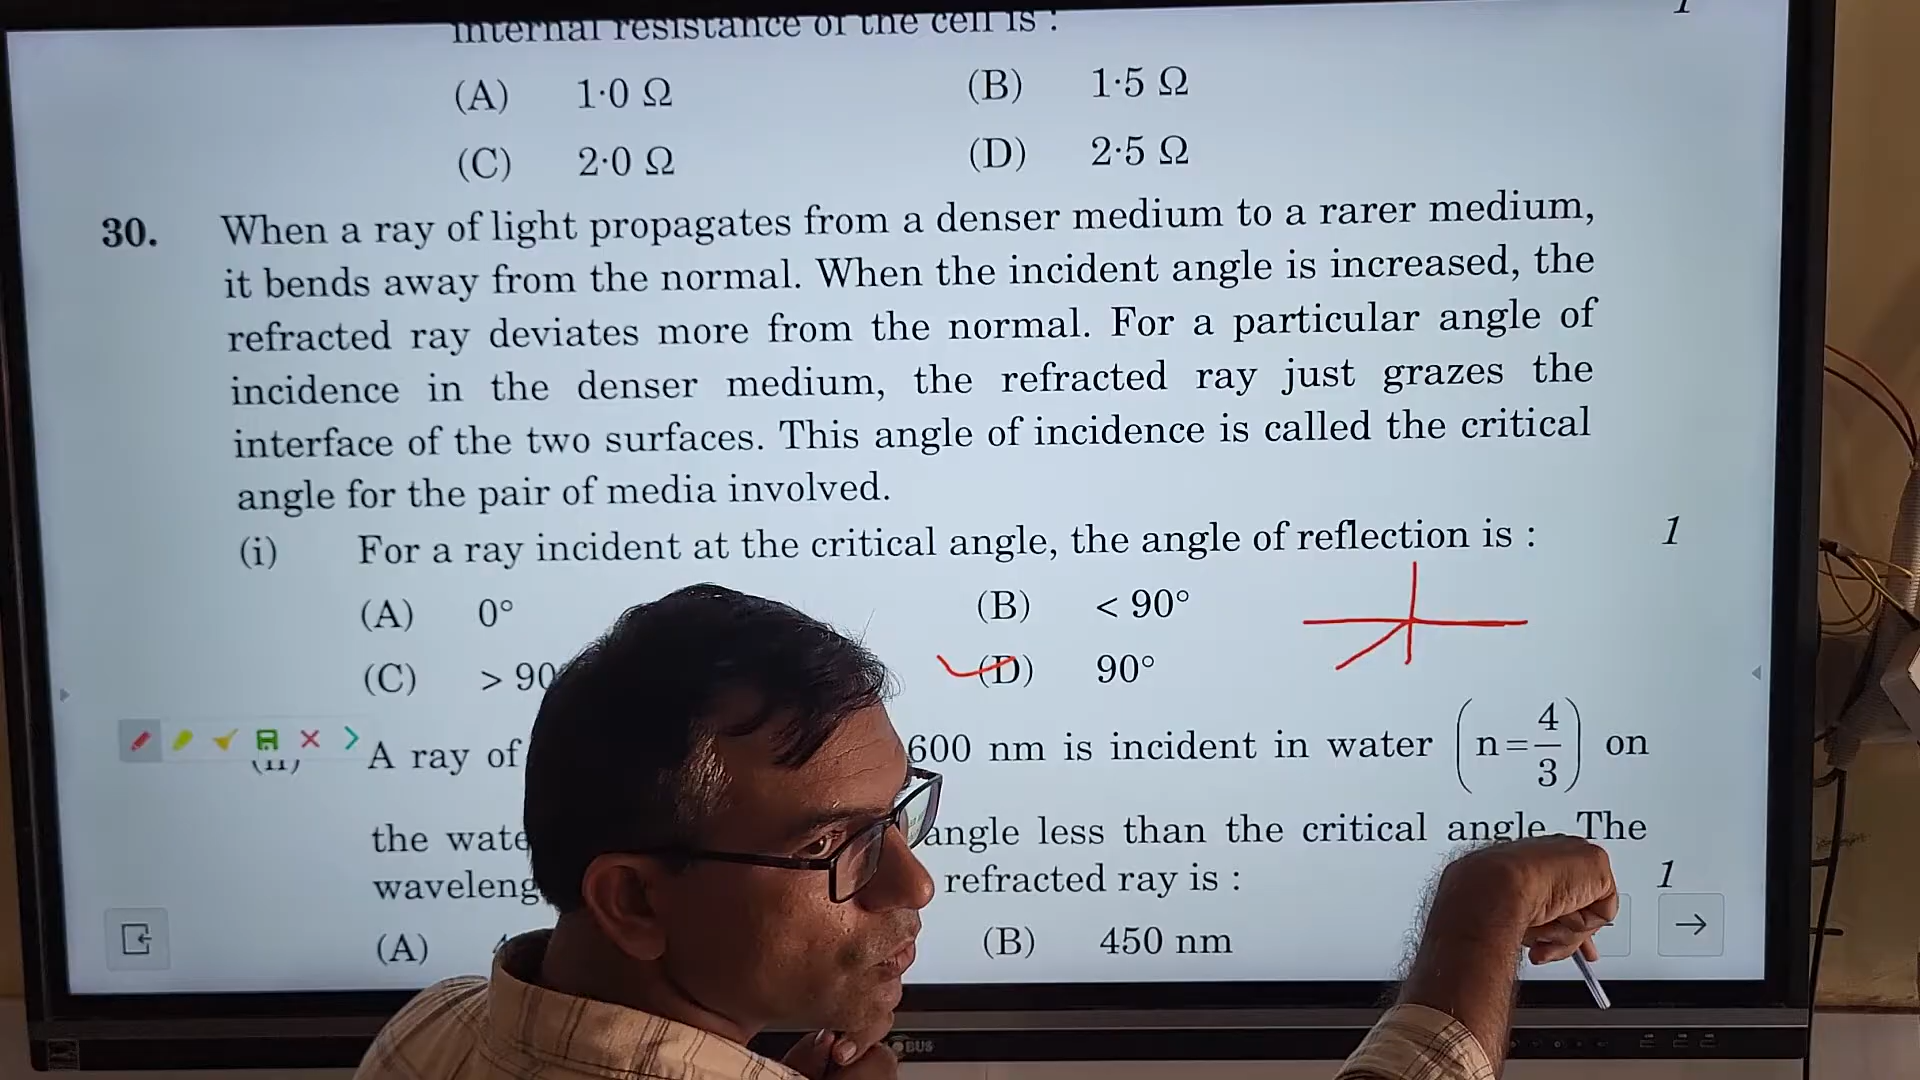 internal resistance of the cell is : 1
(A) 1·0 Ω (B) 1·5 Ω
(C) 2·0 Ω (D) 2·5 Ω
30. When a ray of light propagates from a denser medium to a rarer medium,
it bends away from the normal. When the incident angle is increased, the
refracted ray deviates more from the normal. For a particular angle of
incidence in the denser medium, the refracted ray just grazes the
interface of the two surfaces. This angle of incidence is called the critical
angle for the pair of media involved.
(i) For a ray incident at the critical angle, the angle of reflection is : 1
(A) 0° (B) < 90°
(C) > 90° (D) 90°
(ii) A ray of 600 nm is incident in water (n=4/3) on
the angle less than the critical angle. The
refracted ray is : 1
(A) (B) 450 nm